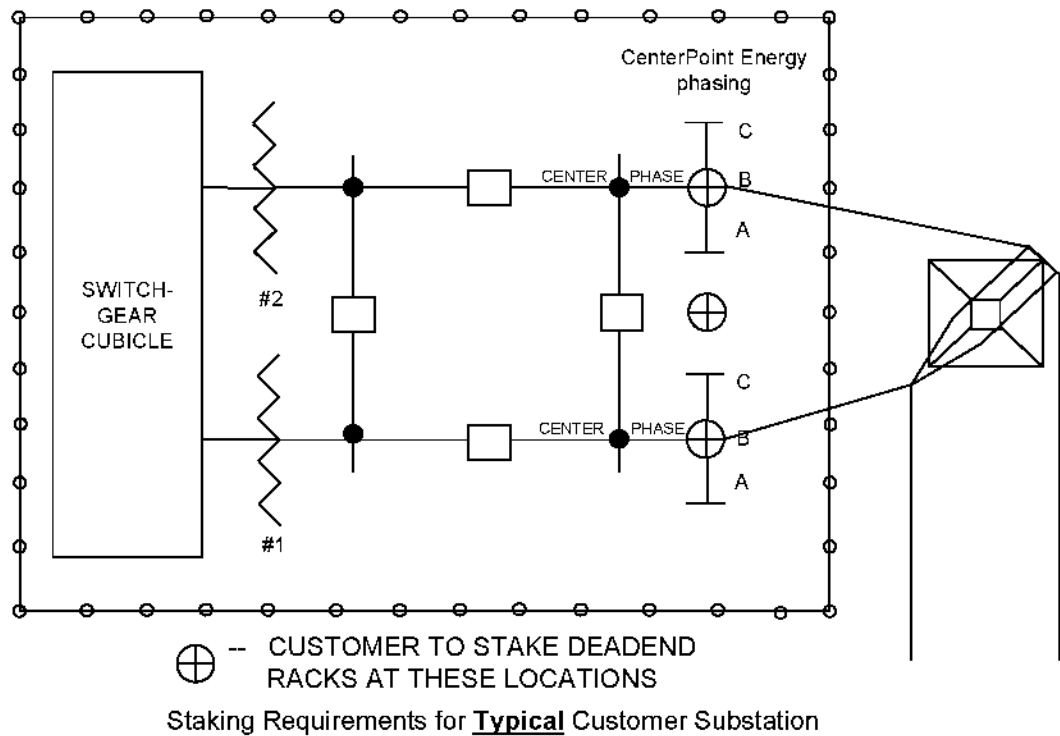 CenterPoint Energy
phasing
C
CENTER PHASE B
A
#2
SWITCH-
GEAR
CUBICLE
C
CENTER PHASE B
A
#1
-- CUSTOMER TO STAKE DEADEND
RACKS AT THESE LOCATIONS
Staking Requirements for Typical Customer Substation